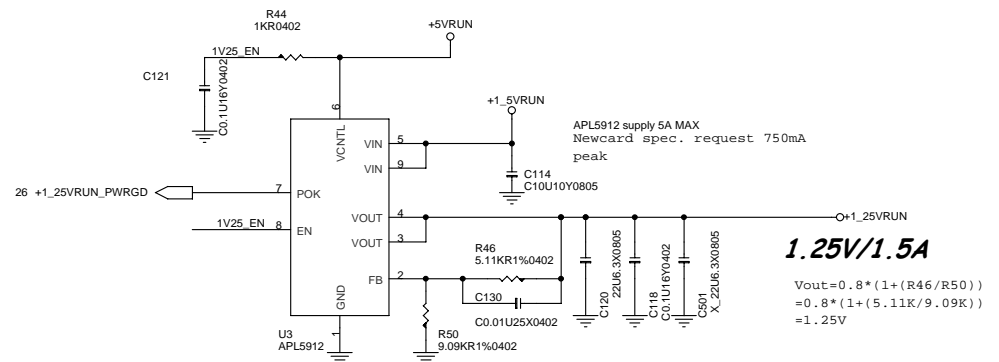 R44
1KR0402
+5VRUN
1V25_EN
C121
C0.1U16Y0402
6
VCNTL
+1_5VRUN
APL5912 supply 5A MAX
Newcard spec. request 750mA
peak
VIN
5
VIN
9
C114
C10U10Y0805
26 +1_25VRUN_PWRGD
7
POK
1V25_EN
8
EN
VOUT
4
VOUT
3
+1_25VRUN
R46
5.11KR1%0402
FB
2
C130
C0.01U25X0402
GND
1
U3
APL5912
R50
9.09KR1%0402
C120
22U6.3X0805
C118
C0.1U16Y0402
C501
X_22U6.3X0805
1.25V/1.5A
Vout=0.8*(1+(R46/R50))
=0.8*(1+(5.11K/9.09K))
=1.25V